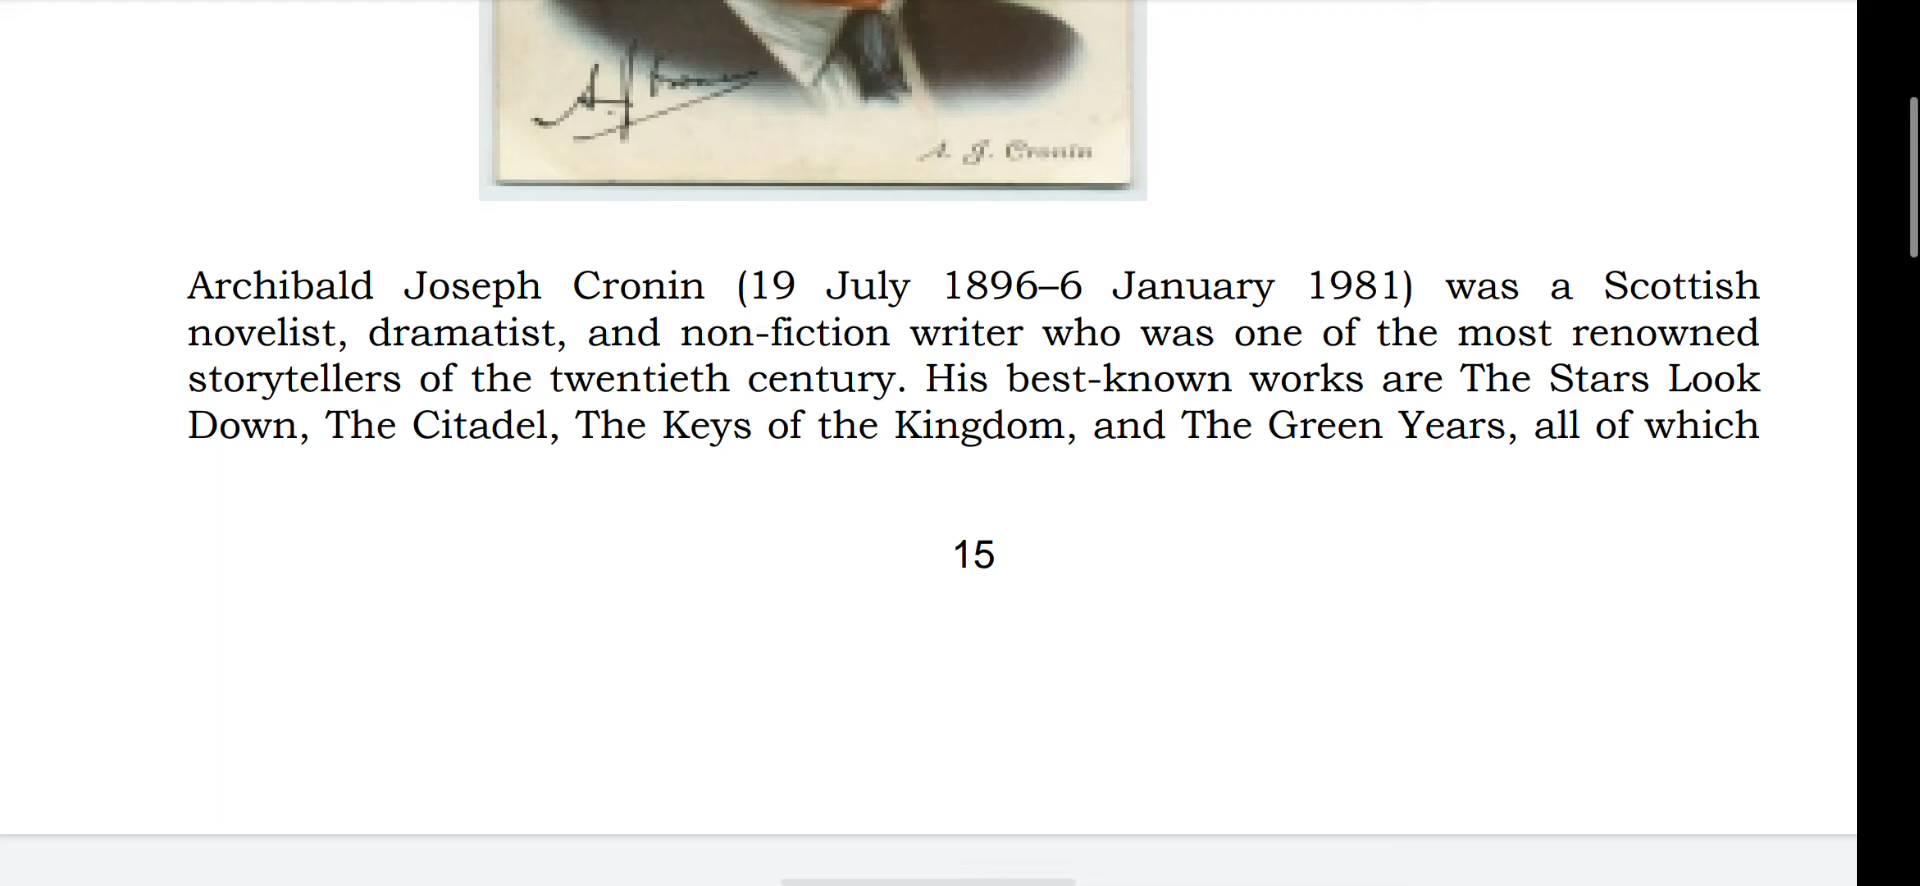 A. J. Cronin
A. J. Cronin
Archibald Joseph Cronin (19 July 1896–6 January 1981) was a Scottish
novelist, dramatist, and non-fiction writer who was one of the most renowned
storytellers of the twentieth century. His best-known works are The Stars Look
Down, The Citadel, The Keys of the Kingdom, and The Green Years, all of which
15